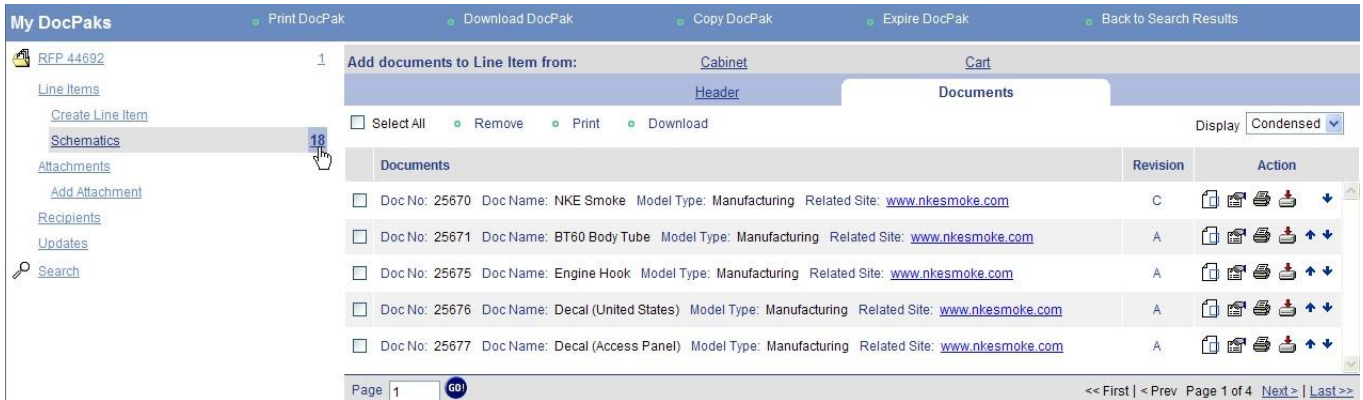 My DocPaks Print DocPak Download DocPak Copy DocPak Expire DocPak Back to Search Results
RFP 44692 1
Line Items
Create Line Item
Schematics 18
Attachments
Add Attachment
Recipients
Updates
Search
Add documents to Line Item from: Cabinet Cart
Header Documents
Select All Remove Print Download Display Condensed
Documents Revision Action
Doc No: 25670 Doc Name: NKE Smoke Model Type: Manufacturing Related Site: www.nkesmoke.com C
Doc No: 25671 Doc Name: BT60 Body Tube Model Type: Manufacturing Related Site: www.nkesmoke.com A
Doc No: 25675 Doc Name: Engine Hook Model Type: Manufacturing Related Site: www.nkesmoke.com A
Doc No: 25676 Doc Name: Decal (United States) Model Type: Manufacturing Related Site: www.nkesmoke.com A
Doc No: 25677 Doc Name: Decal (Access Panel) Model Type: Manufacturing Related Site: www.nkesmoke.com A
Page 1 GO! << First | < Prev Page 1 of 4 Next > | Last >>